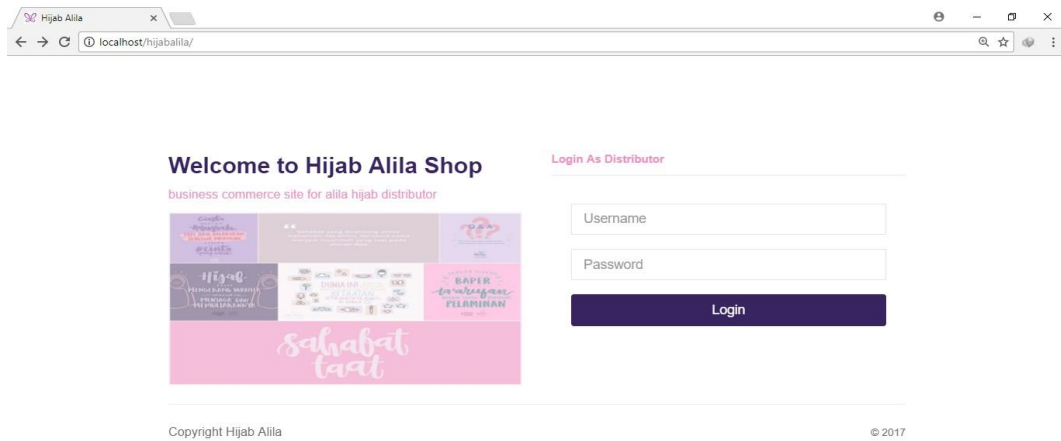 Hijab Alila
localhost/hijabalila/
Welcome to Hijab Alila Shop
business commerce site for alila hijab distributor
Q & A
Hijab
DUNIA INI
KETAATAN
BAPER
PELAMINAN
sahabat
taat
Login As Distributor
Username
Password
Login
Copyright Hijab Alila
© 2017